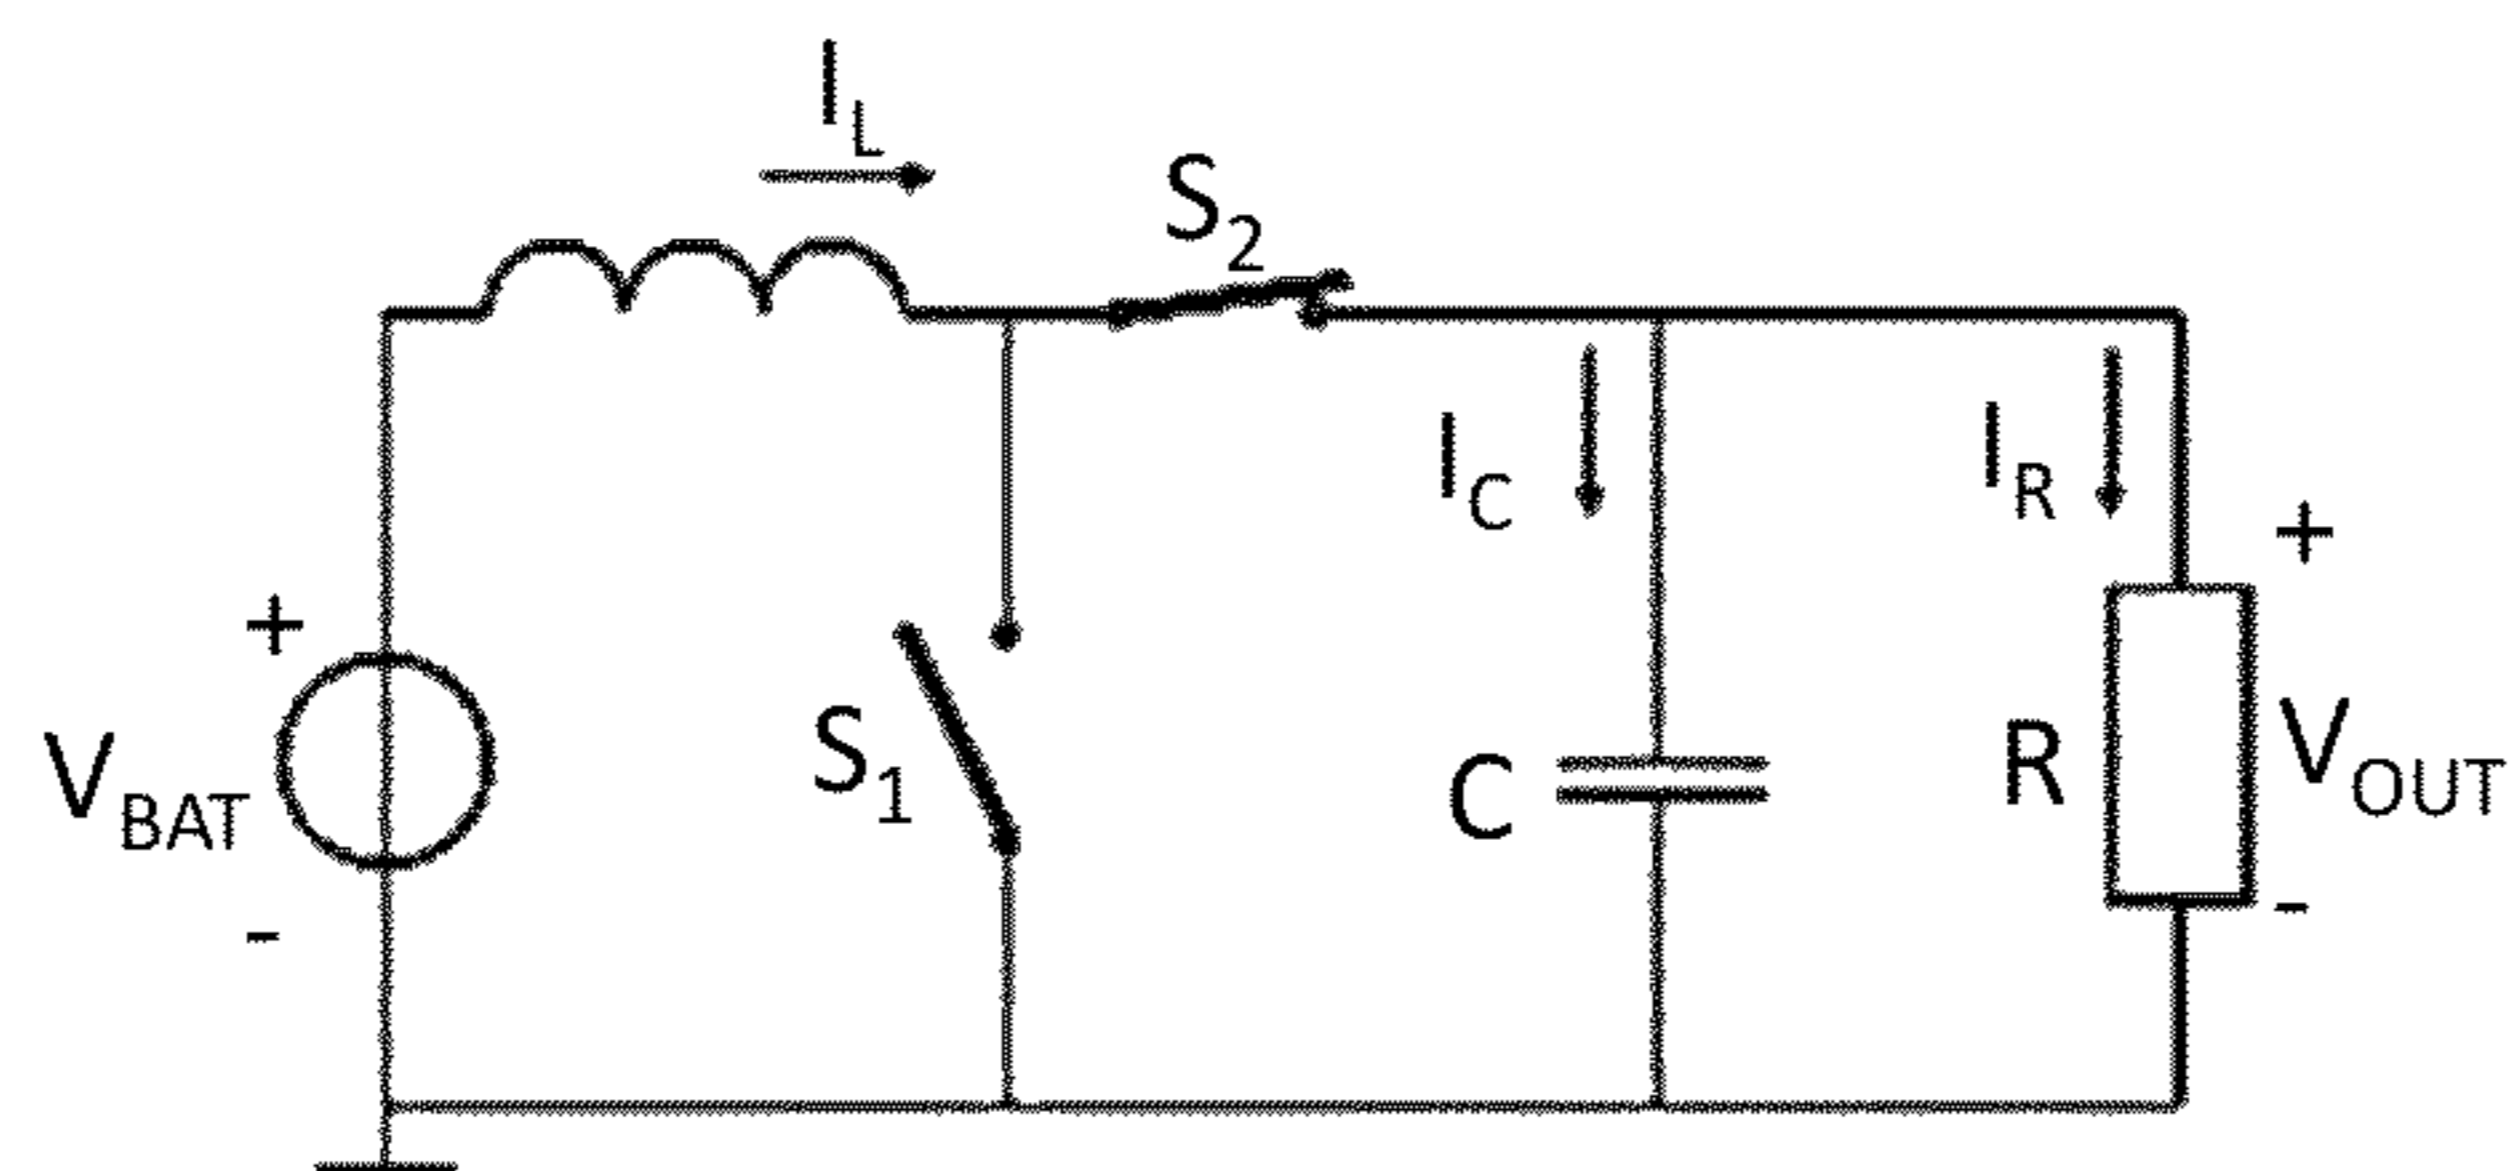 I_L
S_2
I_C
I_R
+
+
V_BAT
S_1
C
R
V_OUT
-
-